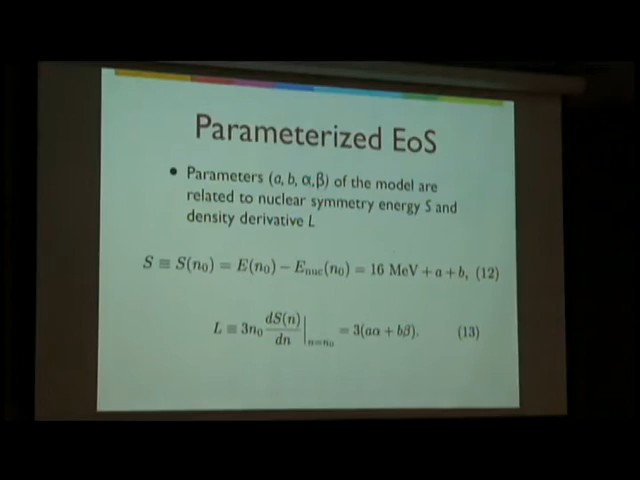 Parameterized EoS
• Parameters (a, b, α,β) of the model are
related to nuclear symmetry energy S and
density derivative L
S ≡ S(n₀) = E(n₀) − Eₙᵤ꜀(n₀) = 16 MeV + a + b, (12)
L ≡ 3n₀ dS(n)/dn |ₙ₌ₙ₀ = 3(aα + bβ). (13)